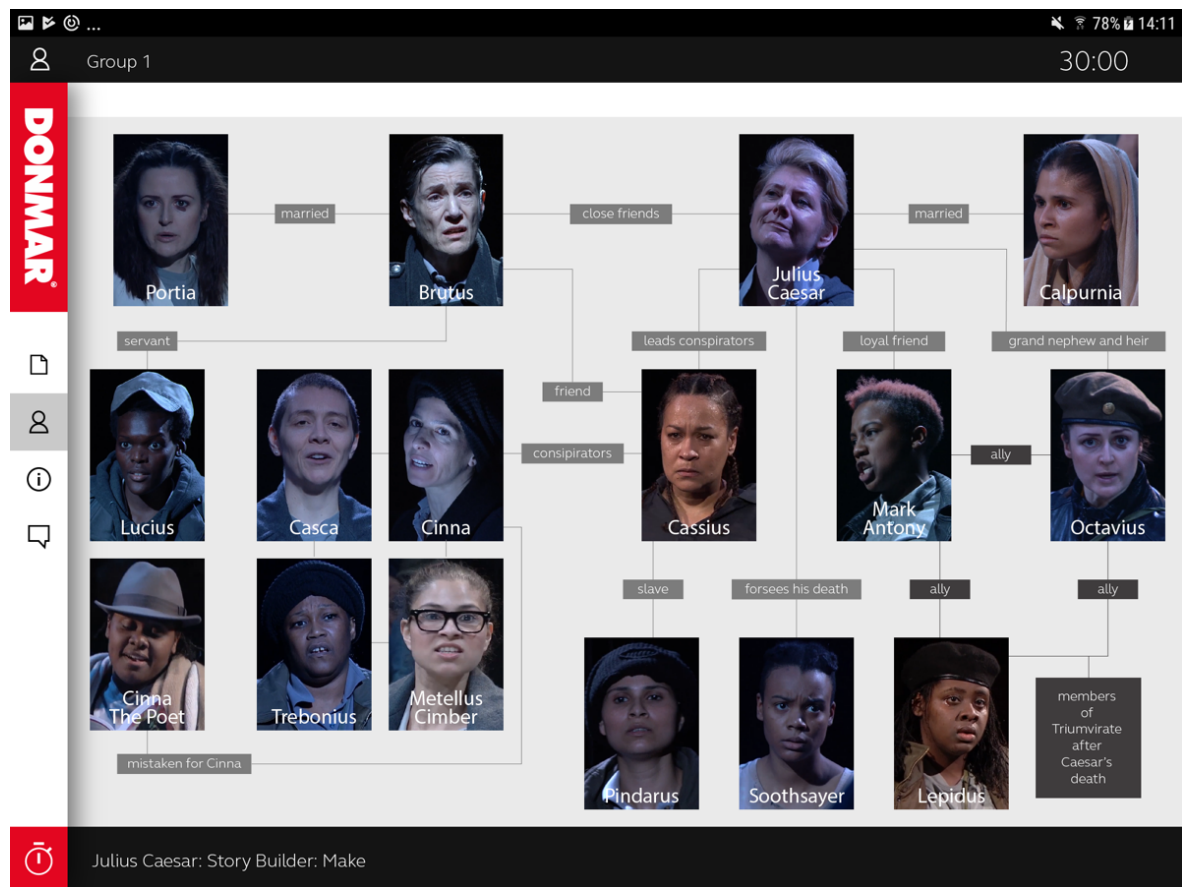 ...
78%
14:11
Group 1
30:00
DONMAR®
Portia
married
Brutus
close friends
Julius
Caesar
married
Calpurnia
servant
leads conspirators
loyal friend
grand nephew and heir
friend
Lucius
Casca
Cinna
consipirators
Cassius
Mark
Antony
ally
Octavius
slave
forsees his death
ally
ally
Cinna
The Poet
Trebonius
Metellus
Cimber
mistaken for Cinna
Pindarus
Soothsayer
Lepidus
members
of
Triumvirate
after
Caesar's
death
Julius Caesar: Story Builder: Make